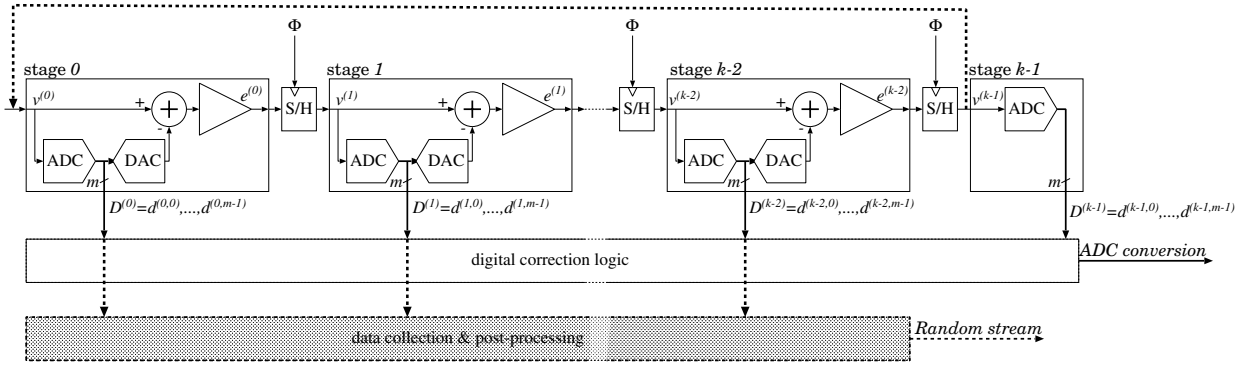 Φ Φ Φ
stage 0 stage 1 stage k-2 stage k-1
v(0) + e(0) S/H v(1) + e(1) S/H v(k-2) + e(k-2) S/H v(k-1) ADC
- - -
ADC DAC ADC DAC ADC DAC
m m m m
D(0)=d(0,0),...,d(0,m-1) D(1)=d(1,0),...,d(1,m-1) D(k-2)=d(k-2,0),...,d(k-2,m-1) D(k-1)=d(k-1,0),...,d(k-1,m-1)
digital correction logic
ADC conversion
data collection & post-processing
Random stream